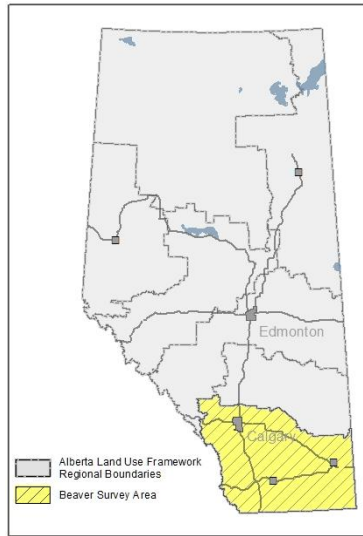 Edmonton
Calgary
Alberta Land Use Framework
Regional Boundaries
Beaver Survey Area